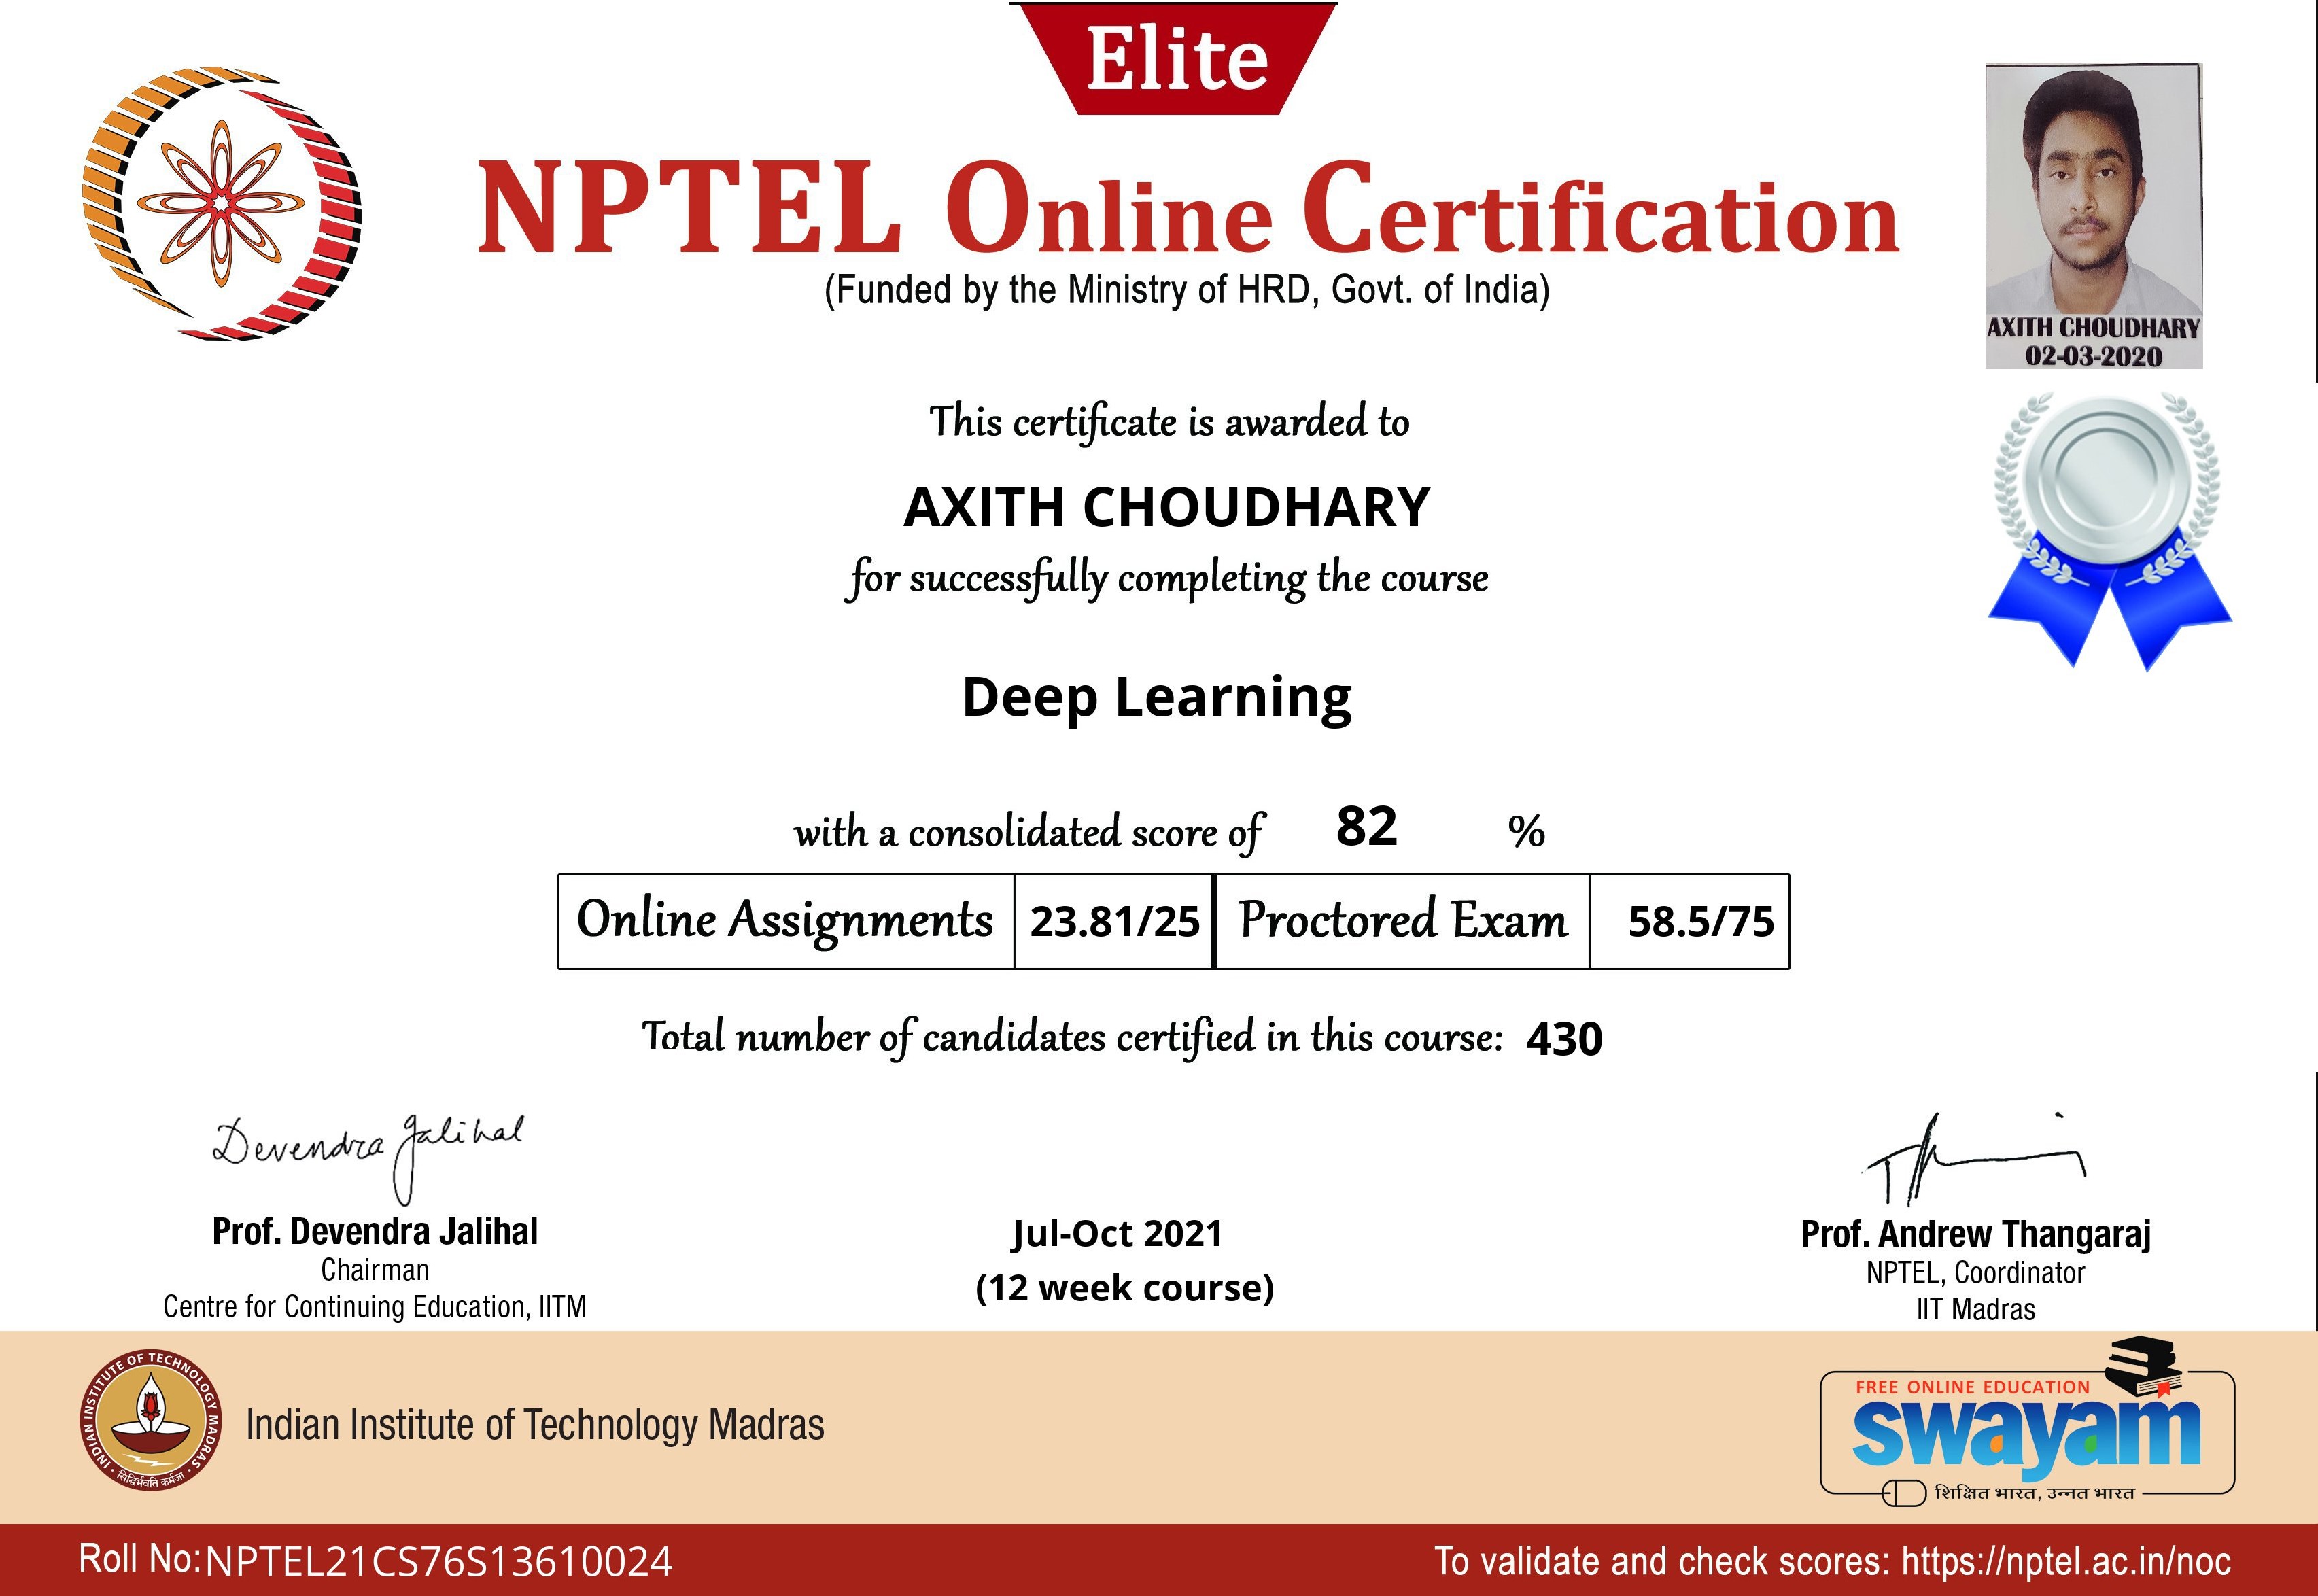 Elite
NPTEL Online Certification
(Funded by the Ministry of HRD, Govt. of India)
AXITH CHOUDHARY
02-03-2020
This certificate is awarded to
AXITH CHOUDHARY
for successfully completing the course
Deep Learning
with a consolidated score of 82 %
Online Assignments 23.81/25 Proctored Exam 58.5/75
Total number of candidates certified in this course: 430
Devendra Jalihal
Prof. Devendra Jalihal
Chairman
Centre for Continuing Education, IITM
Jul-Oct 2021
(12 week course)
Prof. Andrew Thangaraj
NPTEL, Coordinator
IIT Madras
INDIAN INSTITUTE OF TECHNOLOGY MADRAS
सिद्धिर्भवति कर्मजा
Indian Institute of Technology Madras
FREE ONLINE EDUCATION
swayam
शिक्षित भारत, उन्नत भारत
Roll No:NPTEL21CS76S13610024
To validate and check scores: https://nptel.ac.in/noc